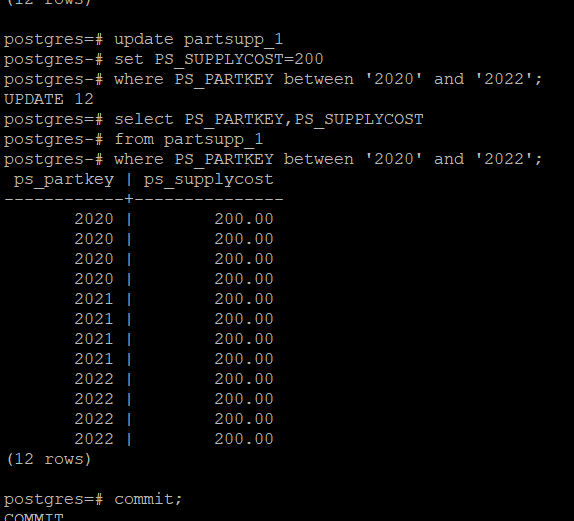 (12 rows)
postgres=# update partsupp_1
postgres-# set PS_SUPPLYCOST=200
postgres-# where PS_PARTKEY between '2020' and '2022';
UPDATE 12
postgres=# select PS_PARTKEY,PS_SUPPLYCOST
postgres-# from partsupp_1
postgres-# where PS_PARTKEY between '2020' and '2022';
 ps_partkey | ps_supplycost
------------+---------------
       2020 |        200.00
       2020 |        200.00
       2020 |        200.00
       2020 |        200.00
       2021 |        200.00
       2021 |        200.00
       2021 |        200.00
       2021 |        200.00
       2022 |        200.00
       2022 |        200.00
       2022 |        200.00
       2022 |        200.00
(12 rows)
postgres=# commit;
COMMIT